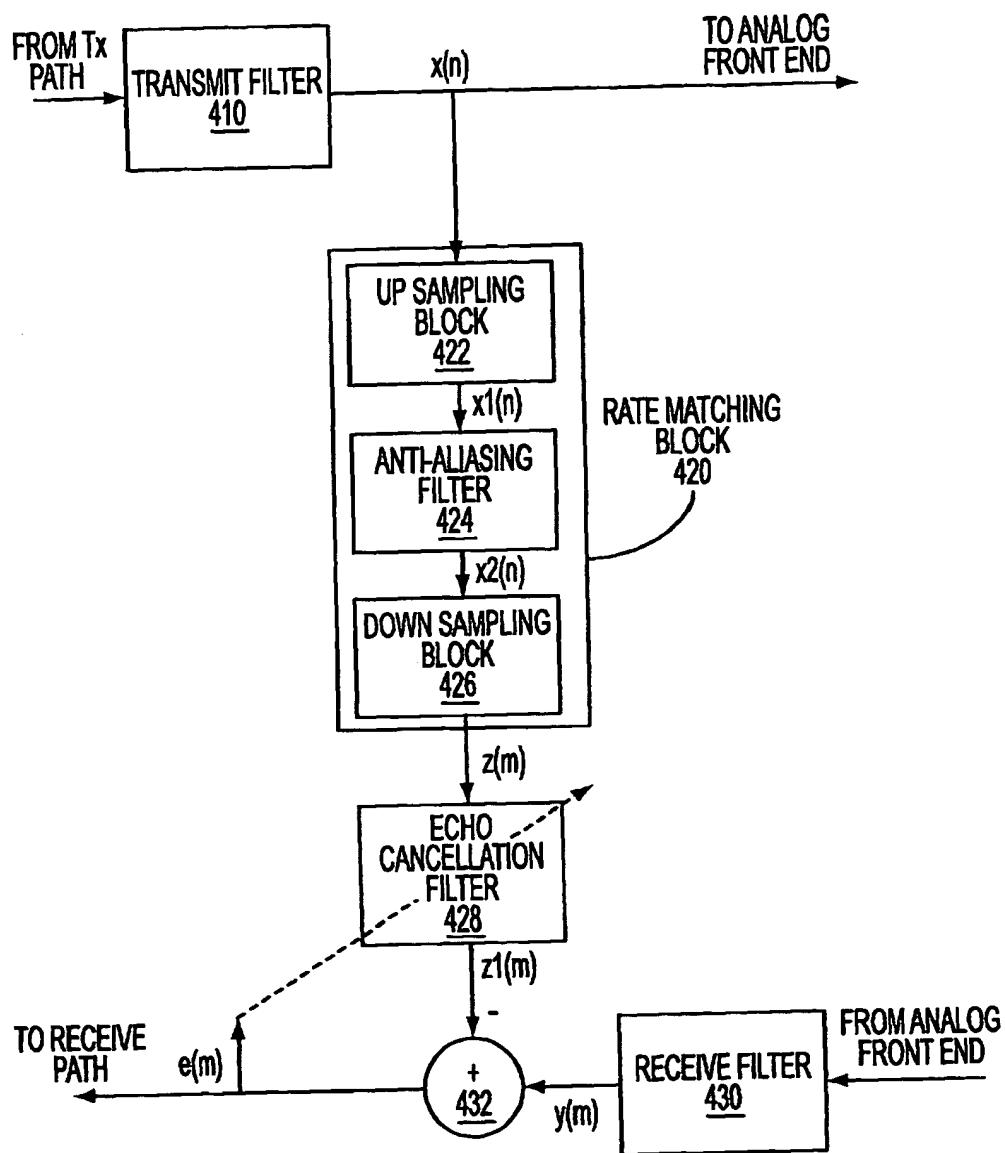 FROM Tx
PATH
TRANSMIT FILTER
410
x(n)
TO ANALOG
FRONT END
UP SAMPLING
BLOCK
422
x1(n)
ANTI-ALIASING
FILTER
424
x2(n)
DOWN SAMPLING
BLOCK
426
RATE MATCHING
BLOCK
420
z(m)
ECHO
CANCELLATION
FILTER
428
z1(m)
-
TO RECEIVE
PATH
e(m)
+
432
y(m)
RECEIVE FILTER
430
FROM ANALOG
FRONT END